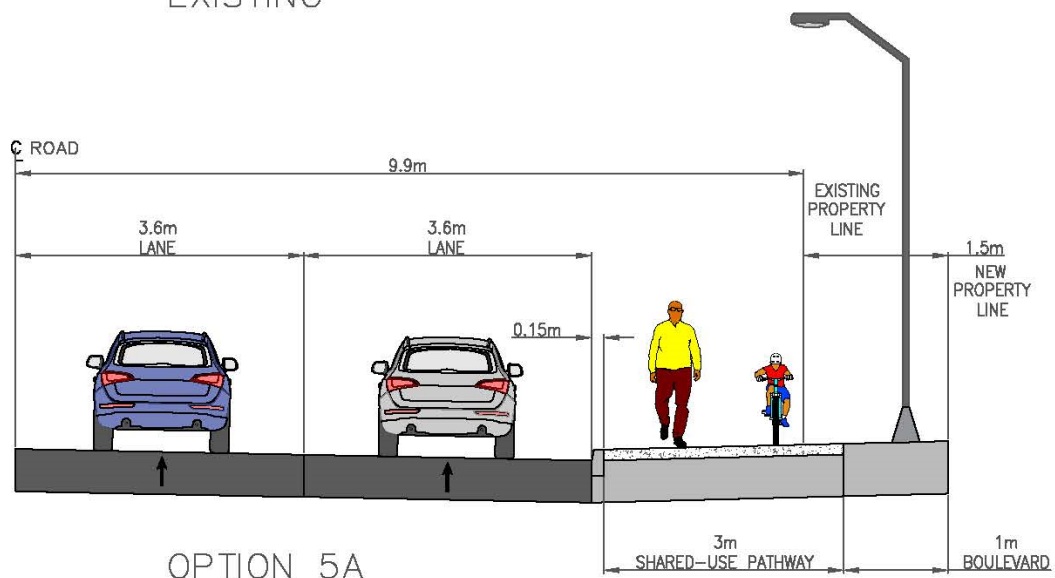 EXISTING
℄ ROAD
9.9m
EXISTING
PROPERTY
LINE
3.6m
LANE
3.6m
LANE
1.5m
NEW
PROPERTY
LINE
0.15m
3m
SHARED-USE PATHWAY
1m
BOULEVARD
OPTION 5A